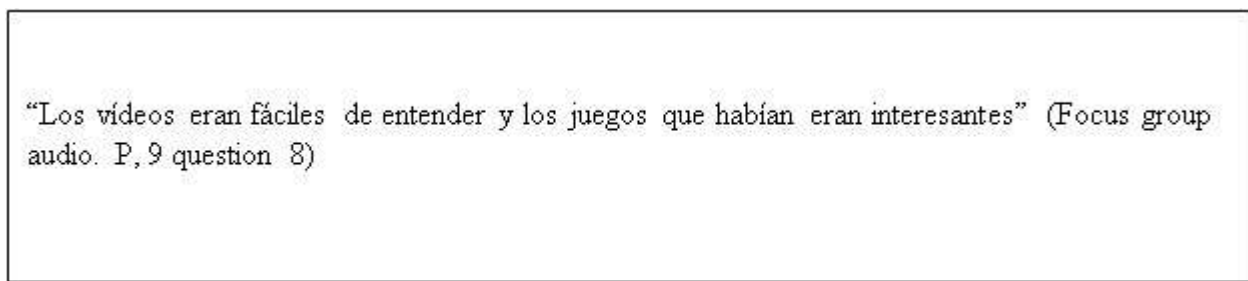 “Los vídeos eran fáciles de entender y los juegos que habían eran interesantes” (Focus group
audio. P, 9 question 8)